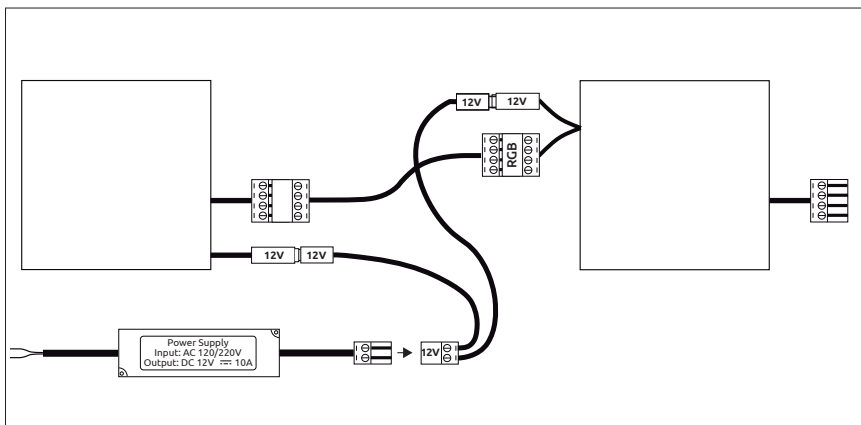 12V
12V
RGB
12V
12V
Power Supply
Input: AC 120/220V
Output: DC 12V ⎓ 10A
12V